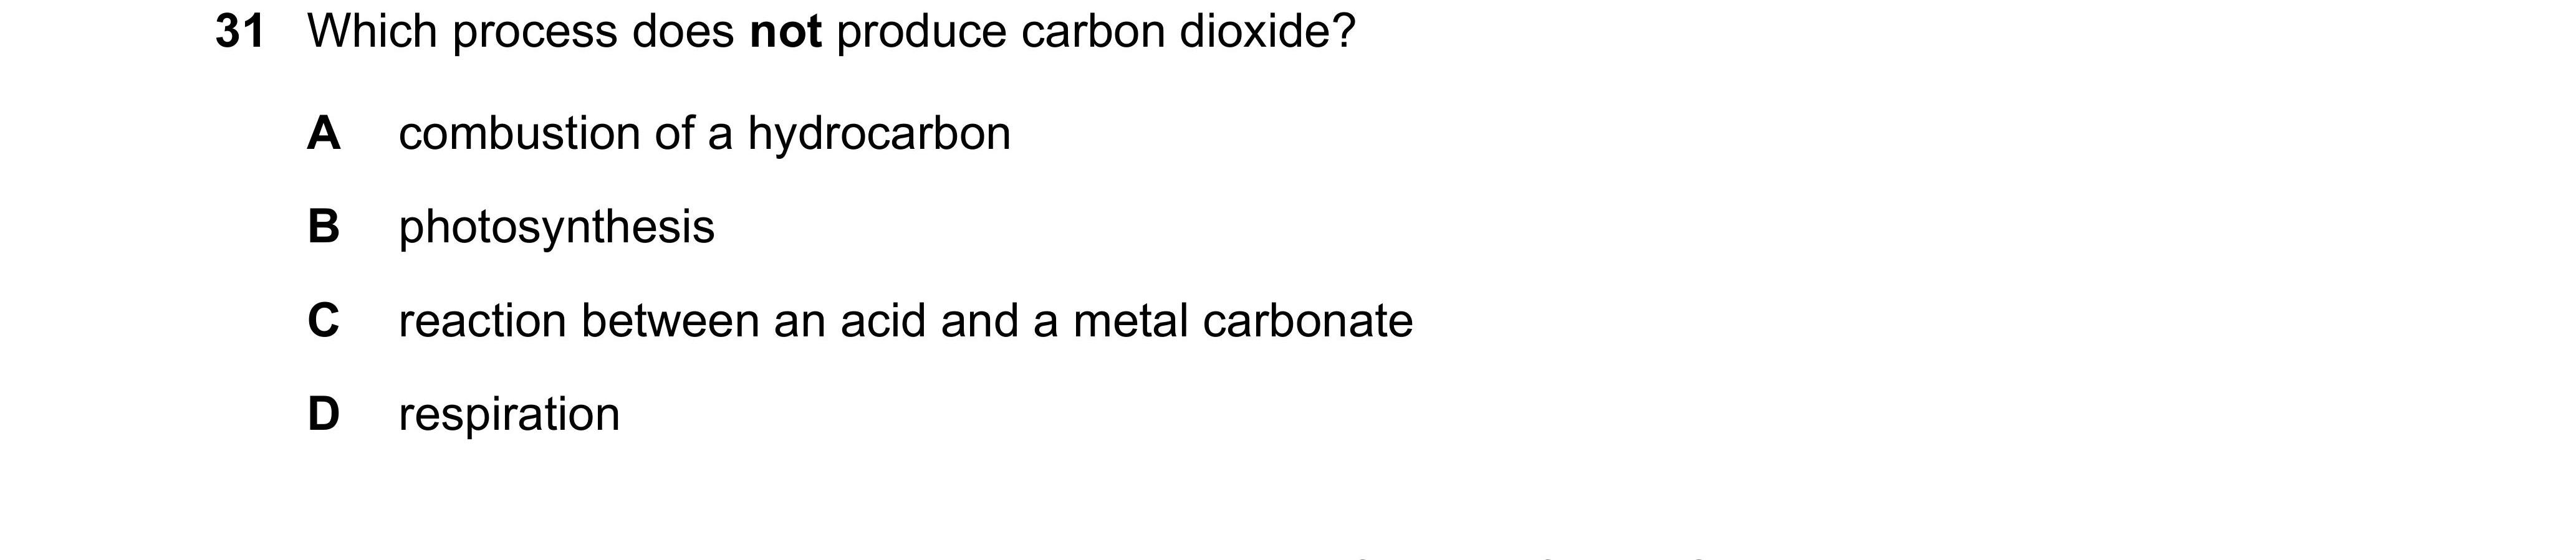 31 Which process does not produce carbon dioxide?
A combustion of a hydrocarbon
B photosynthesis
C reaction between an acid and a metal carbonate
D respiration